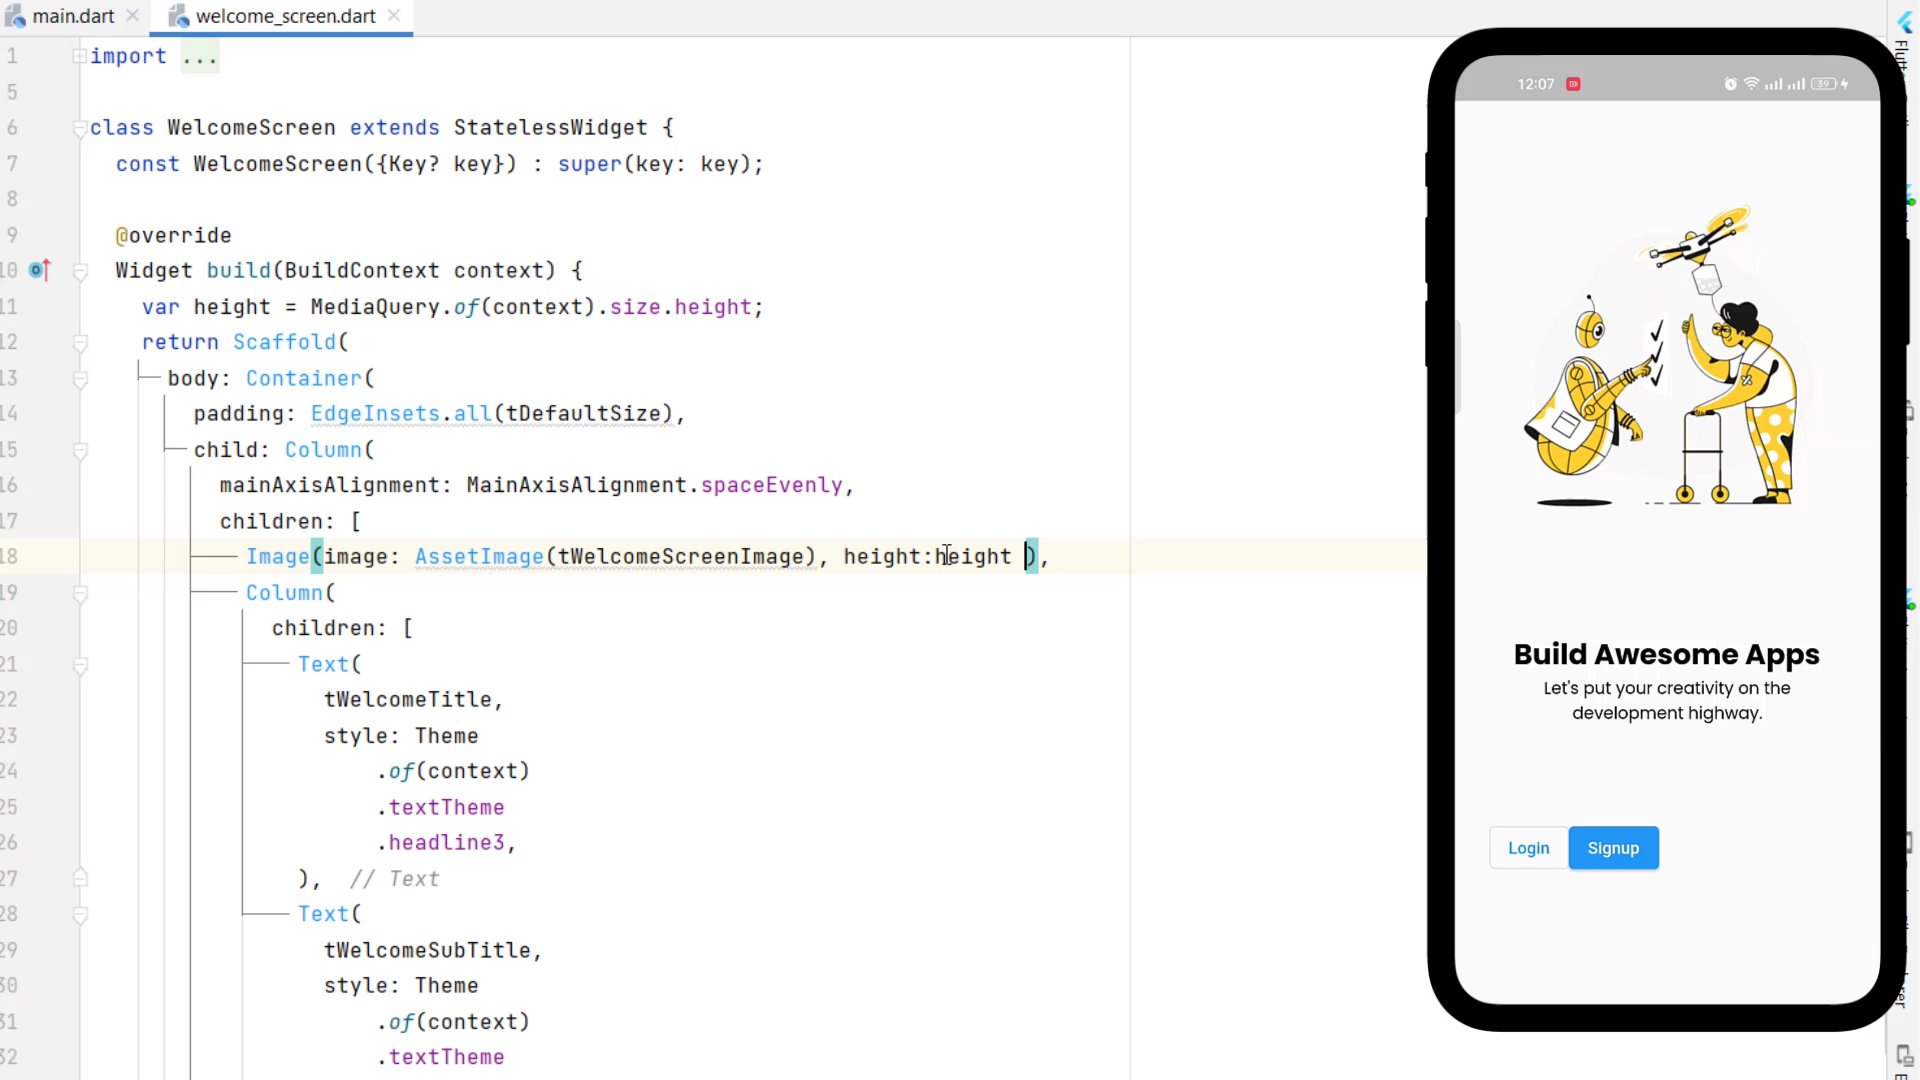 main.dart
welcome_screen.dart
1 import ...
5
6 class WelcomeScreen extends StatelessWidget {
7 const WelcomeScreen({Key? key}) : super(key: key);
8
9 @override
10 Widget build(BuildContext context) {
11 var height = MediaQuery.of(context).size.height;
12 return Scaffold(
13 body: Container(
14 padding: EdgeInsets.all(tDefaultSize),
15 child: Column(
16 mainAxisAlignment: MainAxisAlignment.spaceEvenly,
17 children: [
18 Image(image: AssetImage(tWelcomeScreenImage), height:height ),
19 Column(
20 children: [
21 Text(
22 tWelcomeTitle,
23 style: Theme
24 .of(context)
25 .textTheme
26 .headline3,
27 ), // Text
28 Text(
29 tWelcomeSubTitle,
30 style: Theme
31 .of(context)
32 .textTheme
12:07
39
Build Awesome Apps
Let's put your creativity on the
development highway.
Login
Signup